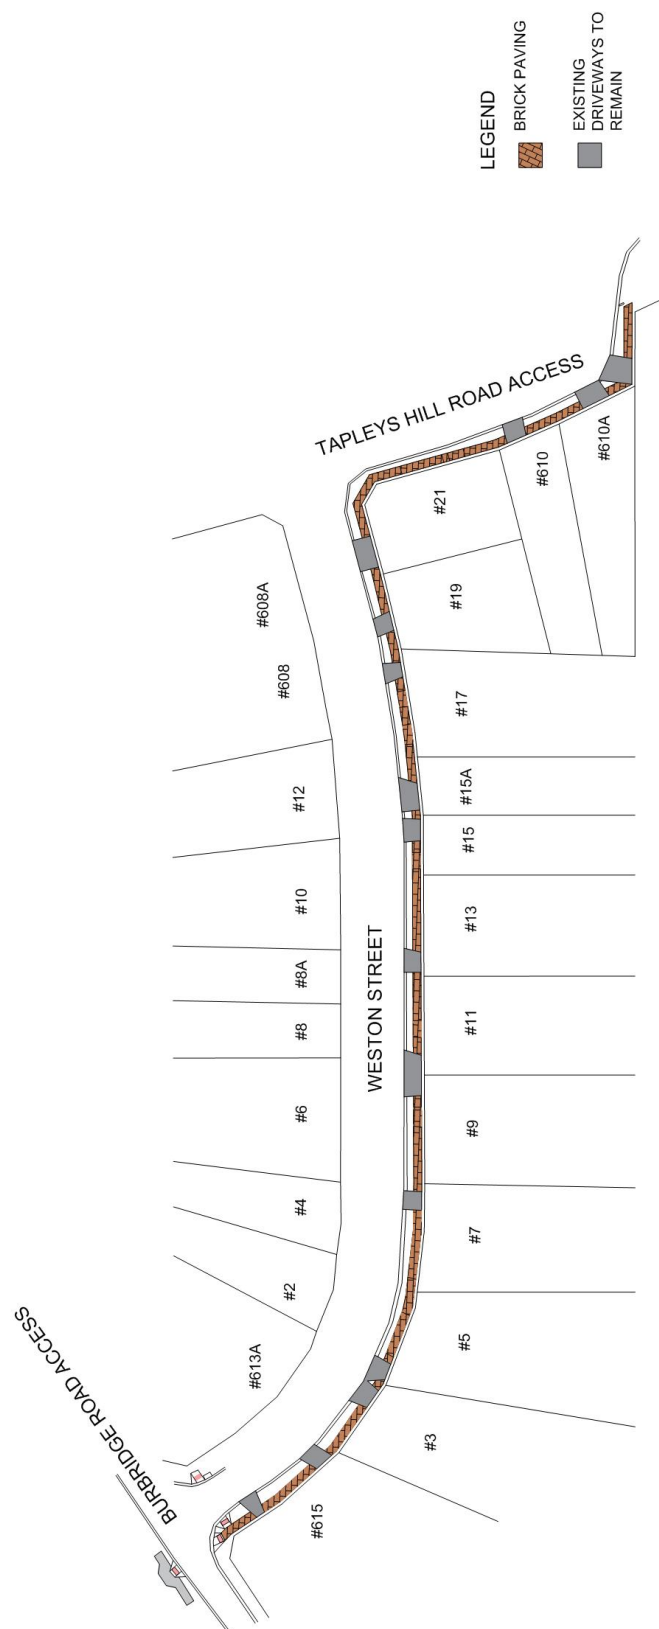 LEGEND
BRICK PAVING
EXISTING
DRIVEWAYS TO
REMAIN
BURBRIDGE ROAD ACCESS
#613A
#2
#4
#6
#8
#8A
#10
#12
#608
#608A
WESTON STREET
TAPLEYS HILL ROAD ACCESS
#615
#3
#5
#7
#9
#11
#13
#15
#15A
#17
#19
#21
#610
#610A